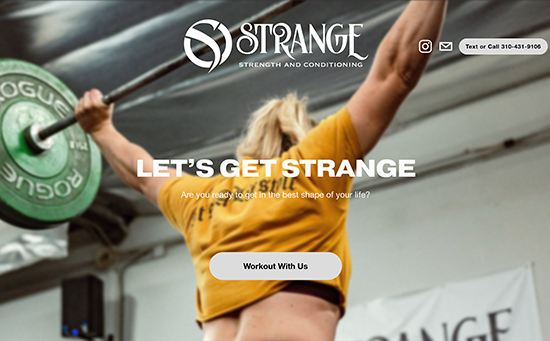 STRANGE
STRENGTH AND CONDITIONING
Text or Call 310-431-9106
ROGUE
ROGUE
LET'S GET STRANGE
Are you ready to get in the best shape of your life?
Workout With Us